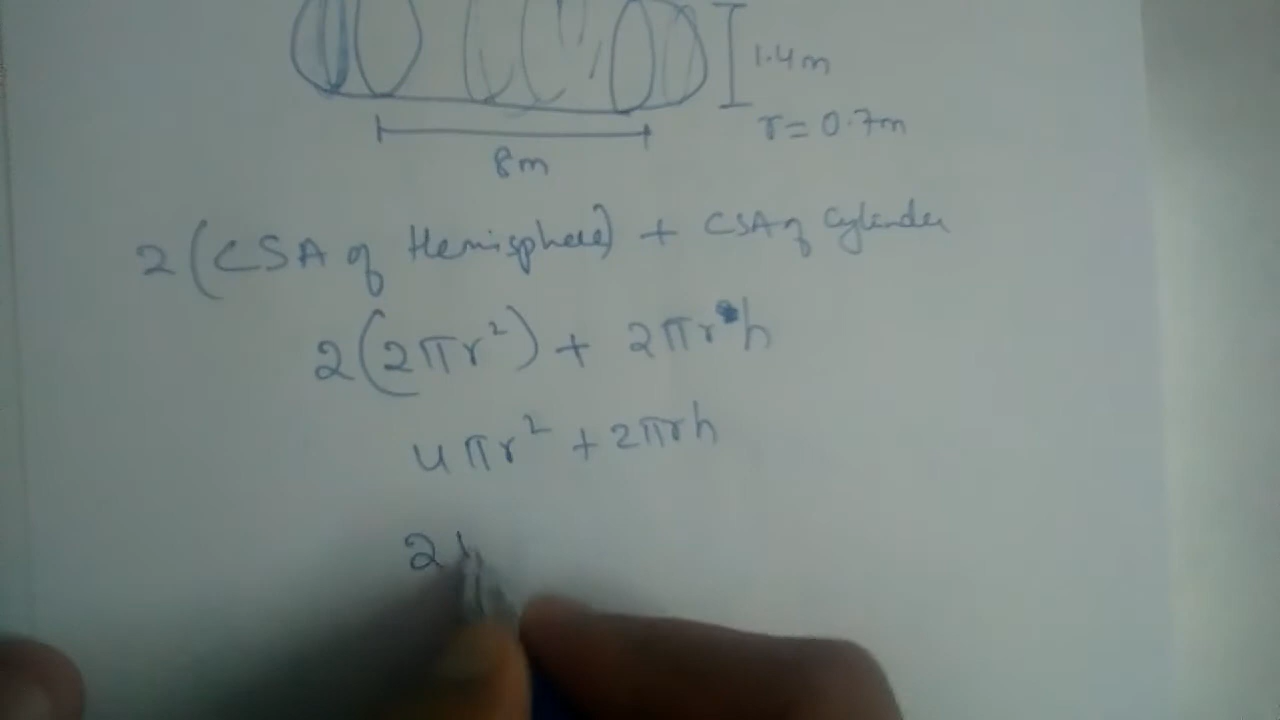 1.4m
r = 0.7m
8m
2 (CSA of Hemisphere) + CSA of Cylinder
2(2πr²) + 2πrh
4πr² + 2πrh
2